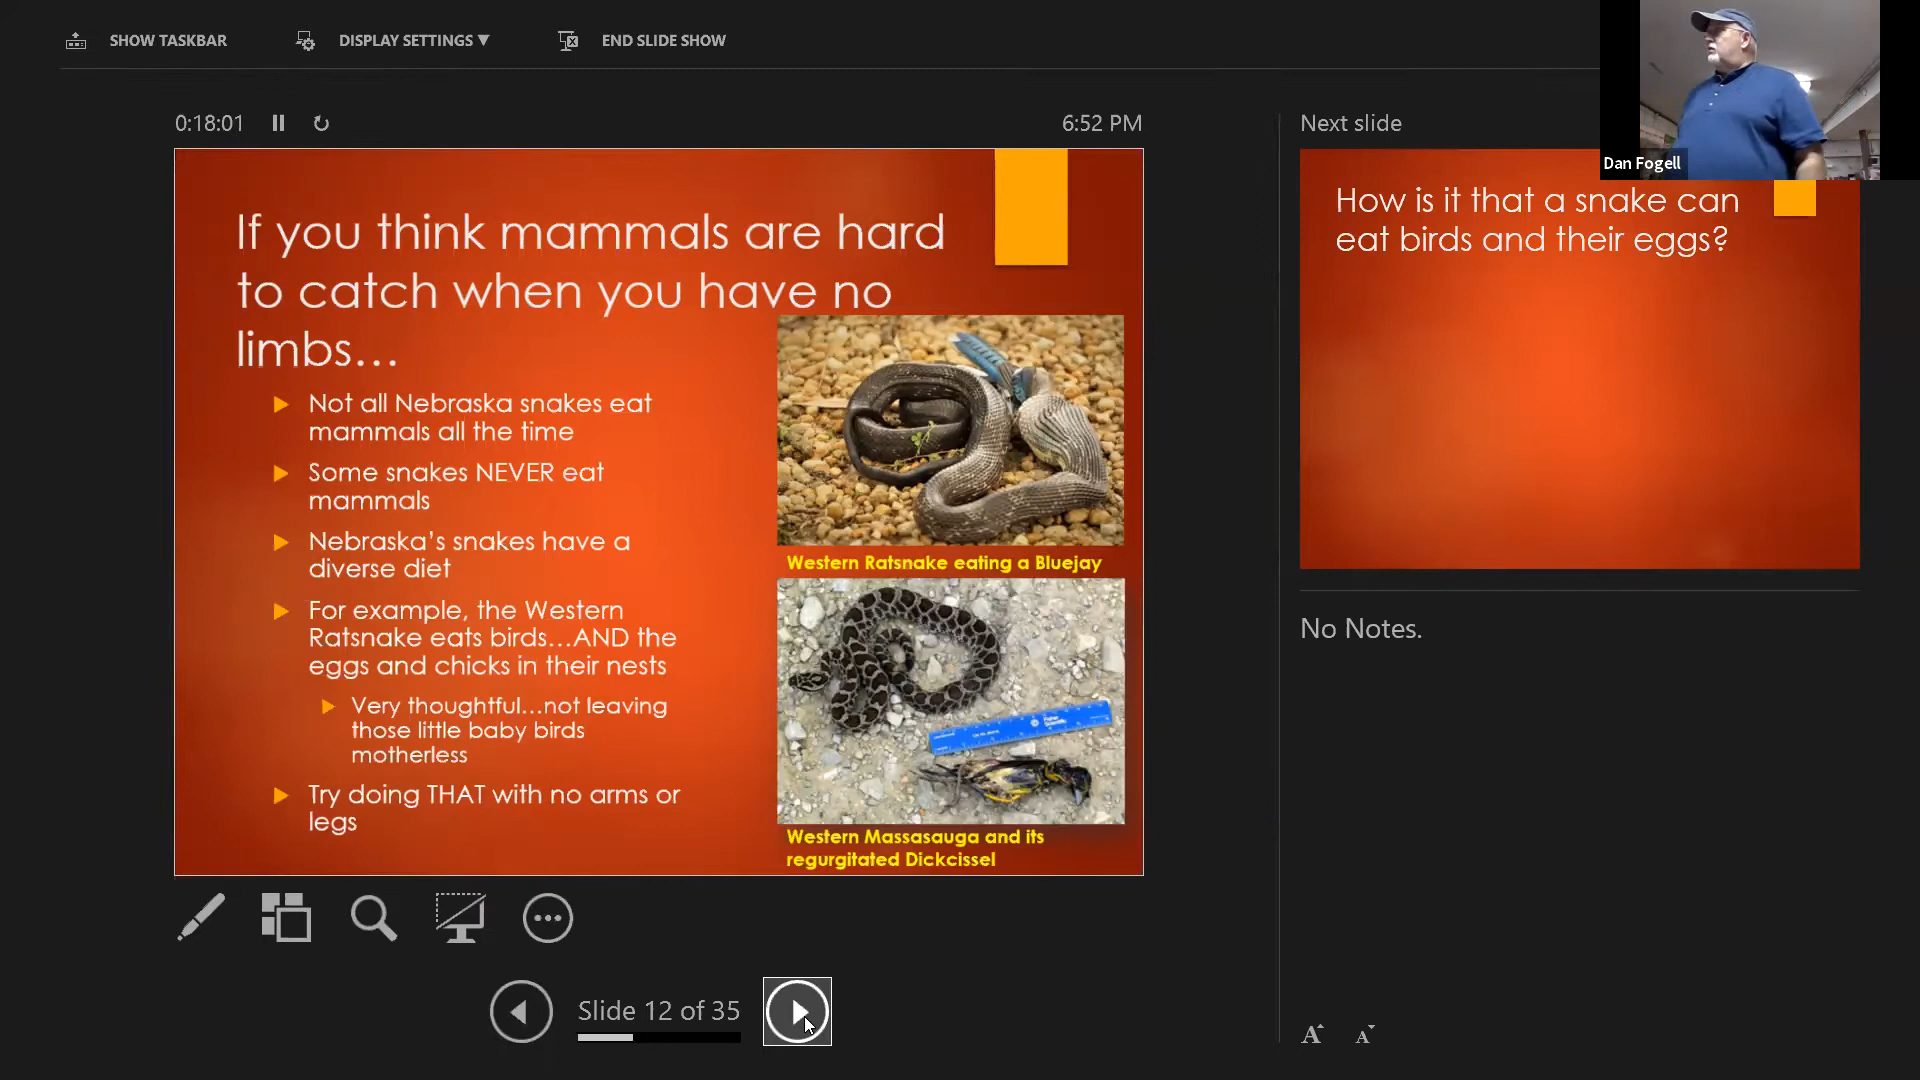 SHOW TASKBAR
DISPLAY SETTINGS ▼
END SLIDE SHOW
Dan Fogell
0:18:01
6:52 PM
Next slide
If you think mammals are hard
to catch when you have no
limbs...
Not all Nebraska snakes eat
mammals all the time
Some snakes NEVER eat
mammals
Nebraska's snakes have a
diverse diet
For example, the Western
Ratsnake eats birds...AND the
eggs and chicks in their nests
Very thoughtful...not leaving
those little baby birds
motherless
Try doing THAT with no arms or
legs
Western Ratsnake eating a Bluejay
Fisher
Scientific
Western Massasauga and its
regurgitated Dickcissel
How is it that a snake can
eat birds and their eggs?
No Notes.
Slide 12 of 35
A A